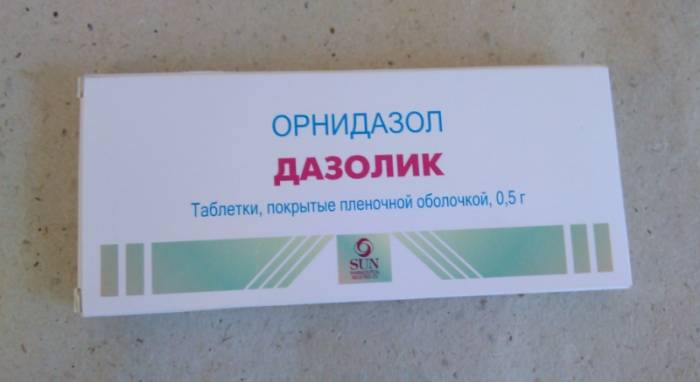 ОРНИДАЗОЛ
ДАЗОЛИК
Таблетки, покрытые пленочной оболочкой, 0,5 г
SUN